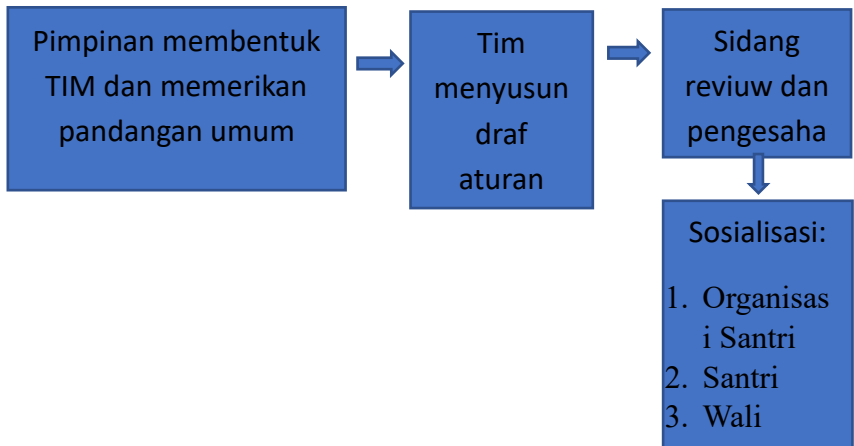 Pimpinan membentuk
TIM dan memerikan
pandangan umum
Tim
menyusun
draf
aturan
Sidang
reviuw dan
pengesaha
Sosialisasi:
1. Organisas
i Santri
2. Santri
3. Wali